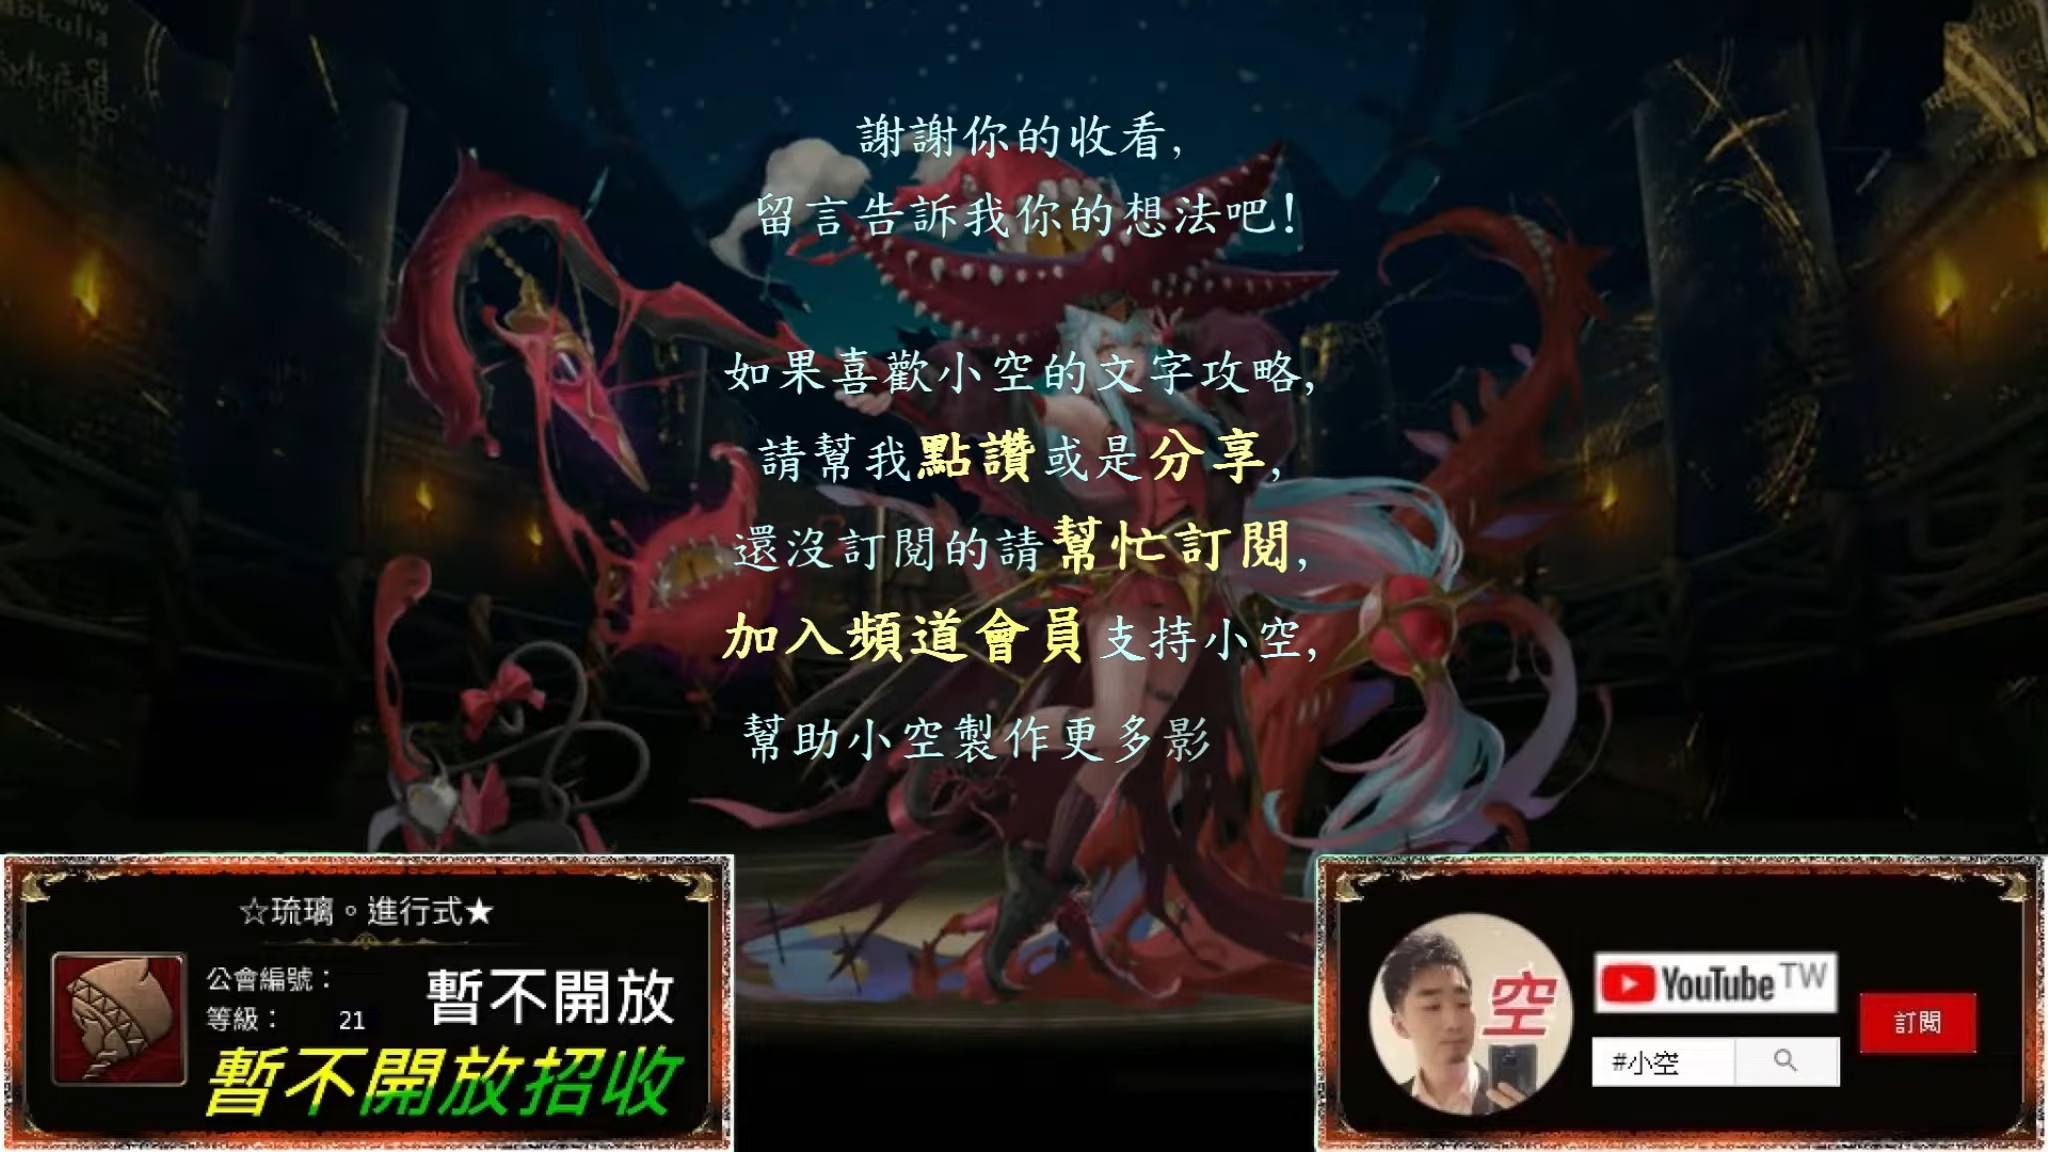 謝謝你的收看,
留言告訴我你的想法吧!
如果喜歡小空的文字攻略,
請幫我點讚或是分享,
還沒訂閱的請幫忙訂閱,
加入頻道會員支持小空,
幫助小空製作更多影
☆琉璃。進行式★
公會編號:
暫不開放
等級: 21
暫不開放招收
空
YouTube TW
#小空
訂閱